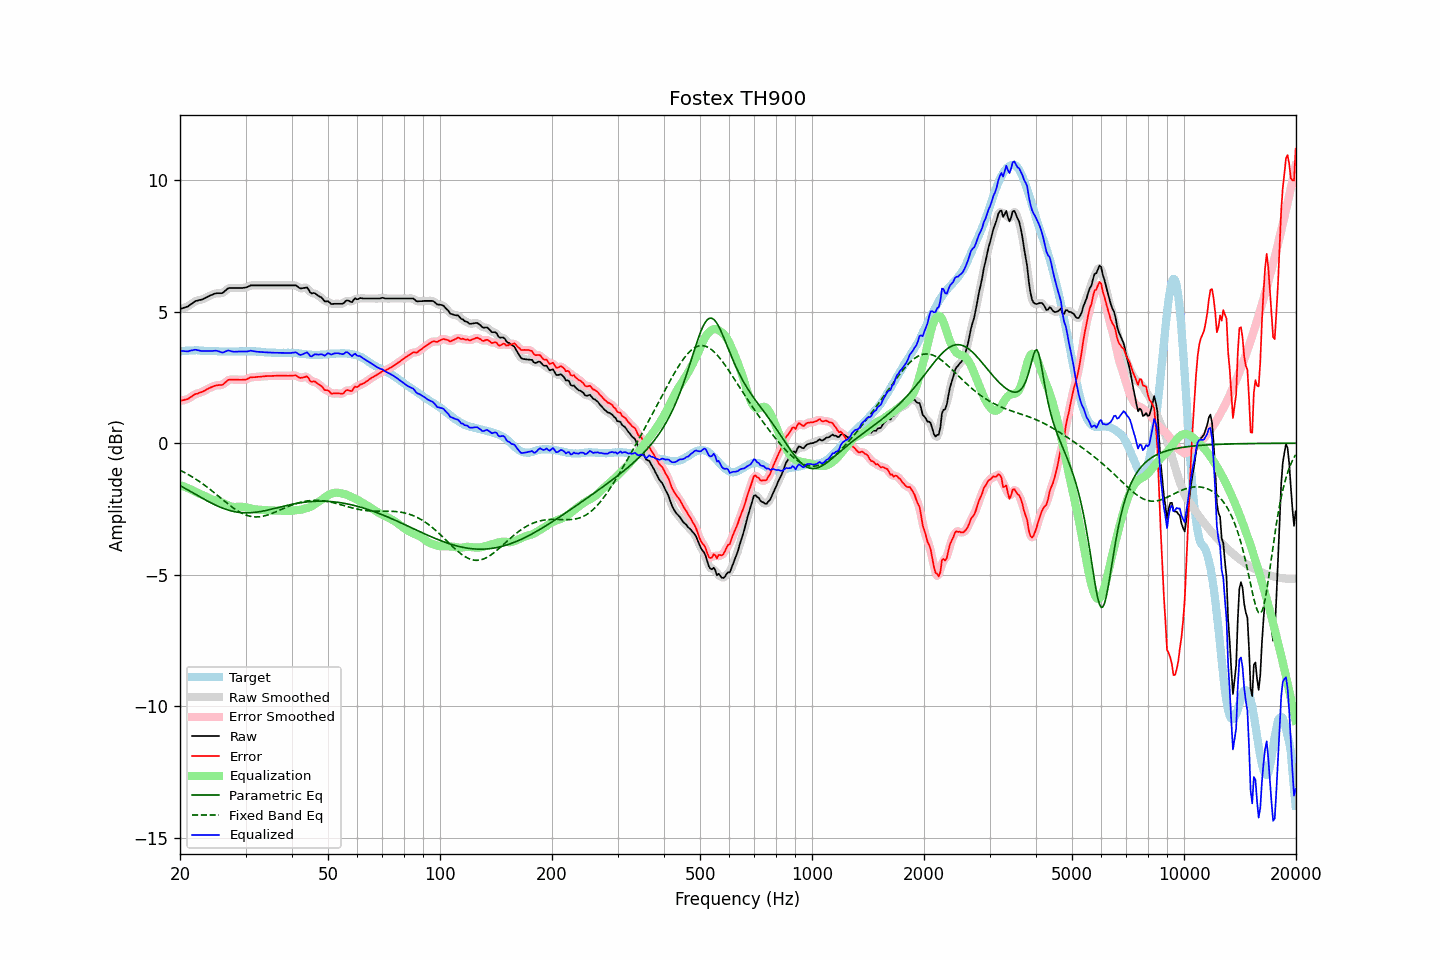 Fostex TH900
Amplitude (dBr)
10
5
0
−5
−10
−15
Target
Raw Smoothed
Error Smoothed
Raw
Error
Equalization
Parametric Eq
Fixed Band Eq
Equalized
20 50 100 200 500 1000 2000 5000 10000 20000
Frequency (Hz)